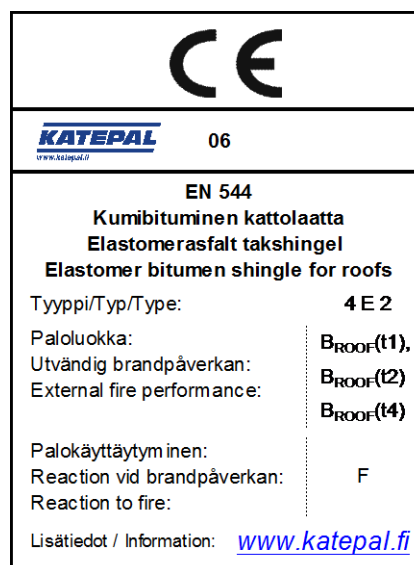 CE
KATEPAL 06
www.katepal.fi
EN 544
Kumibituminen kattolaatta
Elastomerasfalt takshingel
Elastomer bitumen shingle for roofs
Tyyppi/Typ/Type: 4 E 2
Paloluokka: BROOF(t1),
Utvändig brandpåverkan: BROOF(t2)
External fire performance: BROOF(t4)
Palokäyttäytyminen:
Reaction vid brandpåverkan: F
Reaction to fire:
Lisätiedot / Information: www.katepal.fi